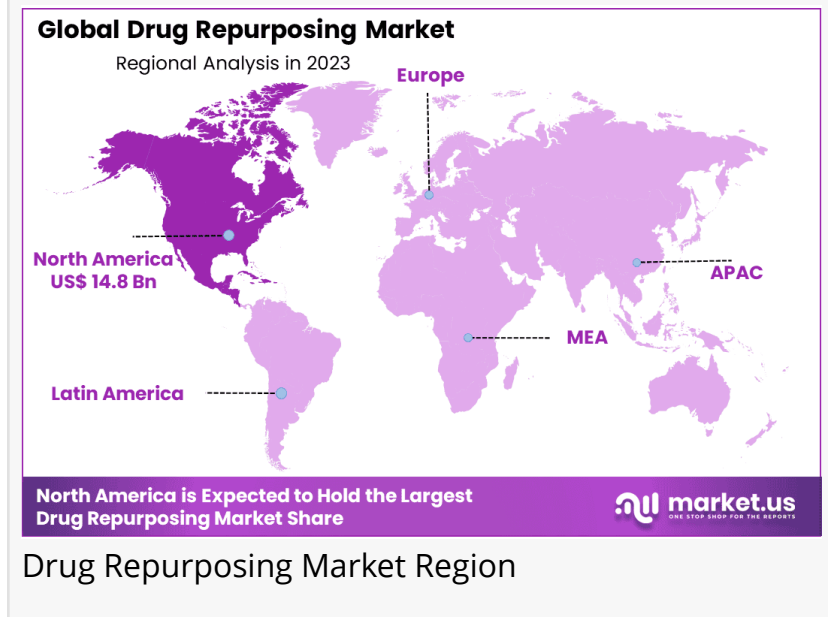 Global Drug Repurposing Market
Regional Analysis in 2023
Europe
North America
US$ 14.8 Bn
APAC
MEA
Latin America
North America is Expected to Hold the Largest
Drug Repurposing Market Share
market.us
ONE STOP SHOP FOR THE REPORTS
Drug Repurposing Market Region